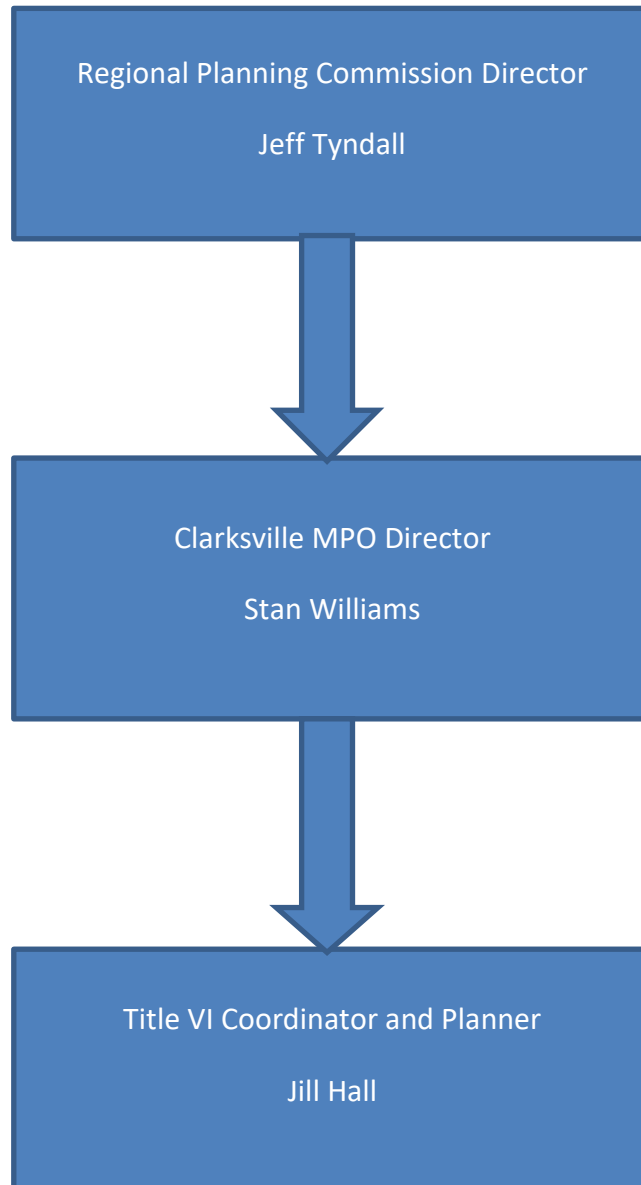 Regional Planning Commission Director
Jeff Tyndall
Clarksville MPO Director
Stan Williams
Title VI Coordinator and Planner
Jill Hall